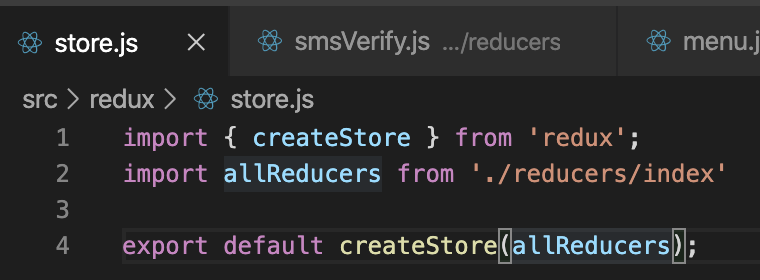 store.js × smsVerify.js .../reducers menu.j
src > redux > store.js
1 import { createStore } from 'redux';
2 import allReducers from './reducers/index'
3
4 export default createStore(allReducers);